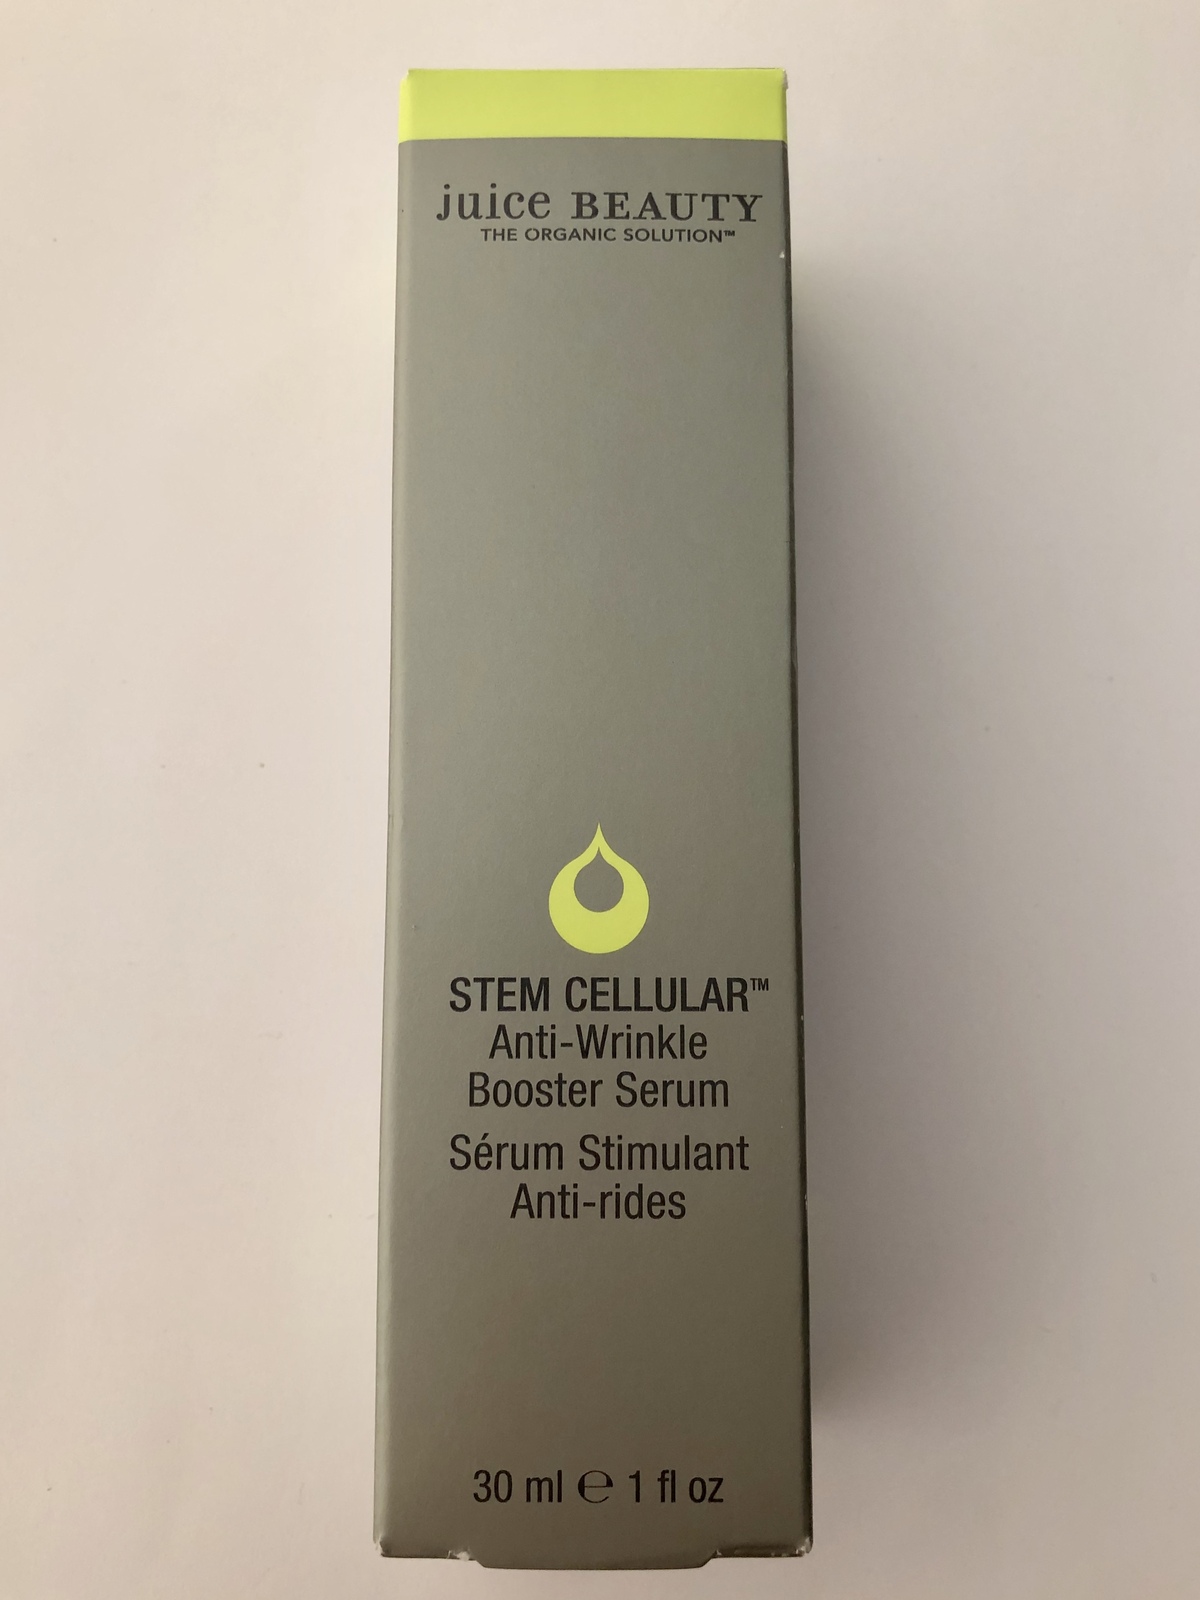 juice BEAUTY
THE ORGANIC SOLUTION™
STEM CELLULAR™
Anti-Wrinkle
Booster Serum
Sérum Stimulant
Anti-rides
30 ml ℮ 1 fl oz